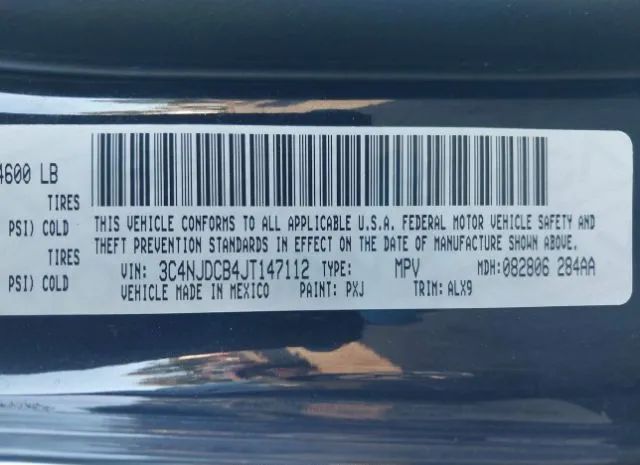 4600 LB
TIRES
PSI) COLD
TIRES
PSI) COLD
THIS VEHICLE CONFORMS TO ALL APPLICABLE U.S.A. FEDERAL MOTOR VEHICLE SAFETY AND
THEFT PREVENTION STANDARDS IN EFFECT ON THE DATE OF MANUFACTURE SHOWN ABOVE.
VIN: 3C4NJDCB4JT147112 TYPE: MPV MDH:082806 284AA
VEHICLE MADE IN MEXICO PAINT: PXJ TRIM: ALX9